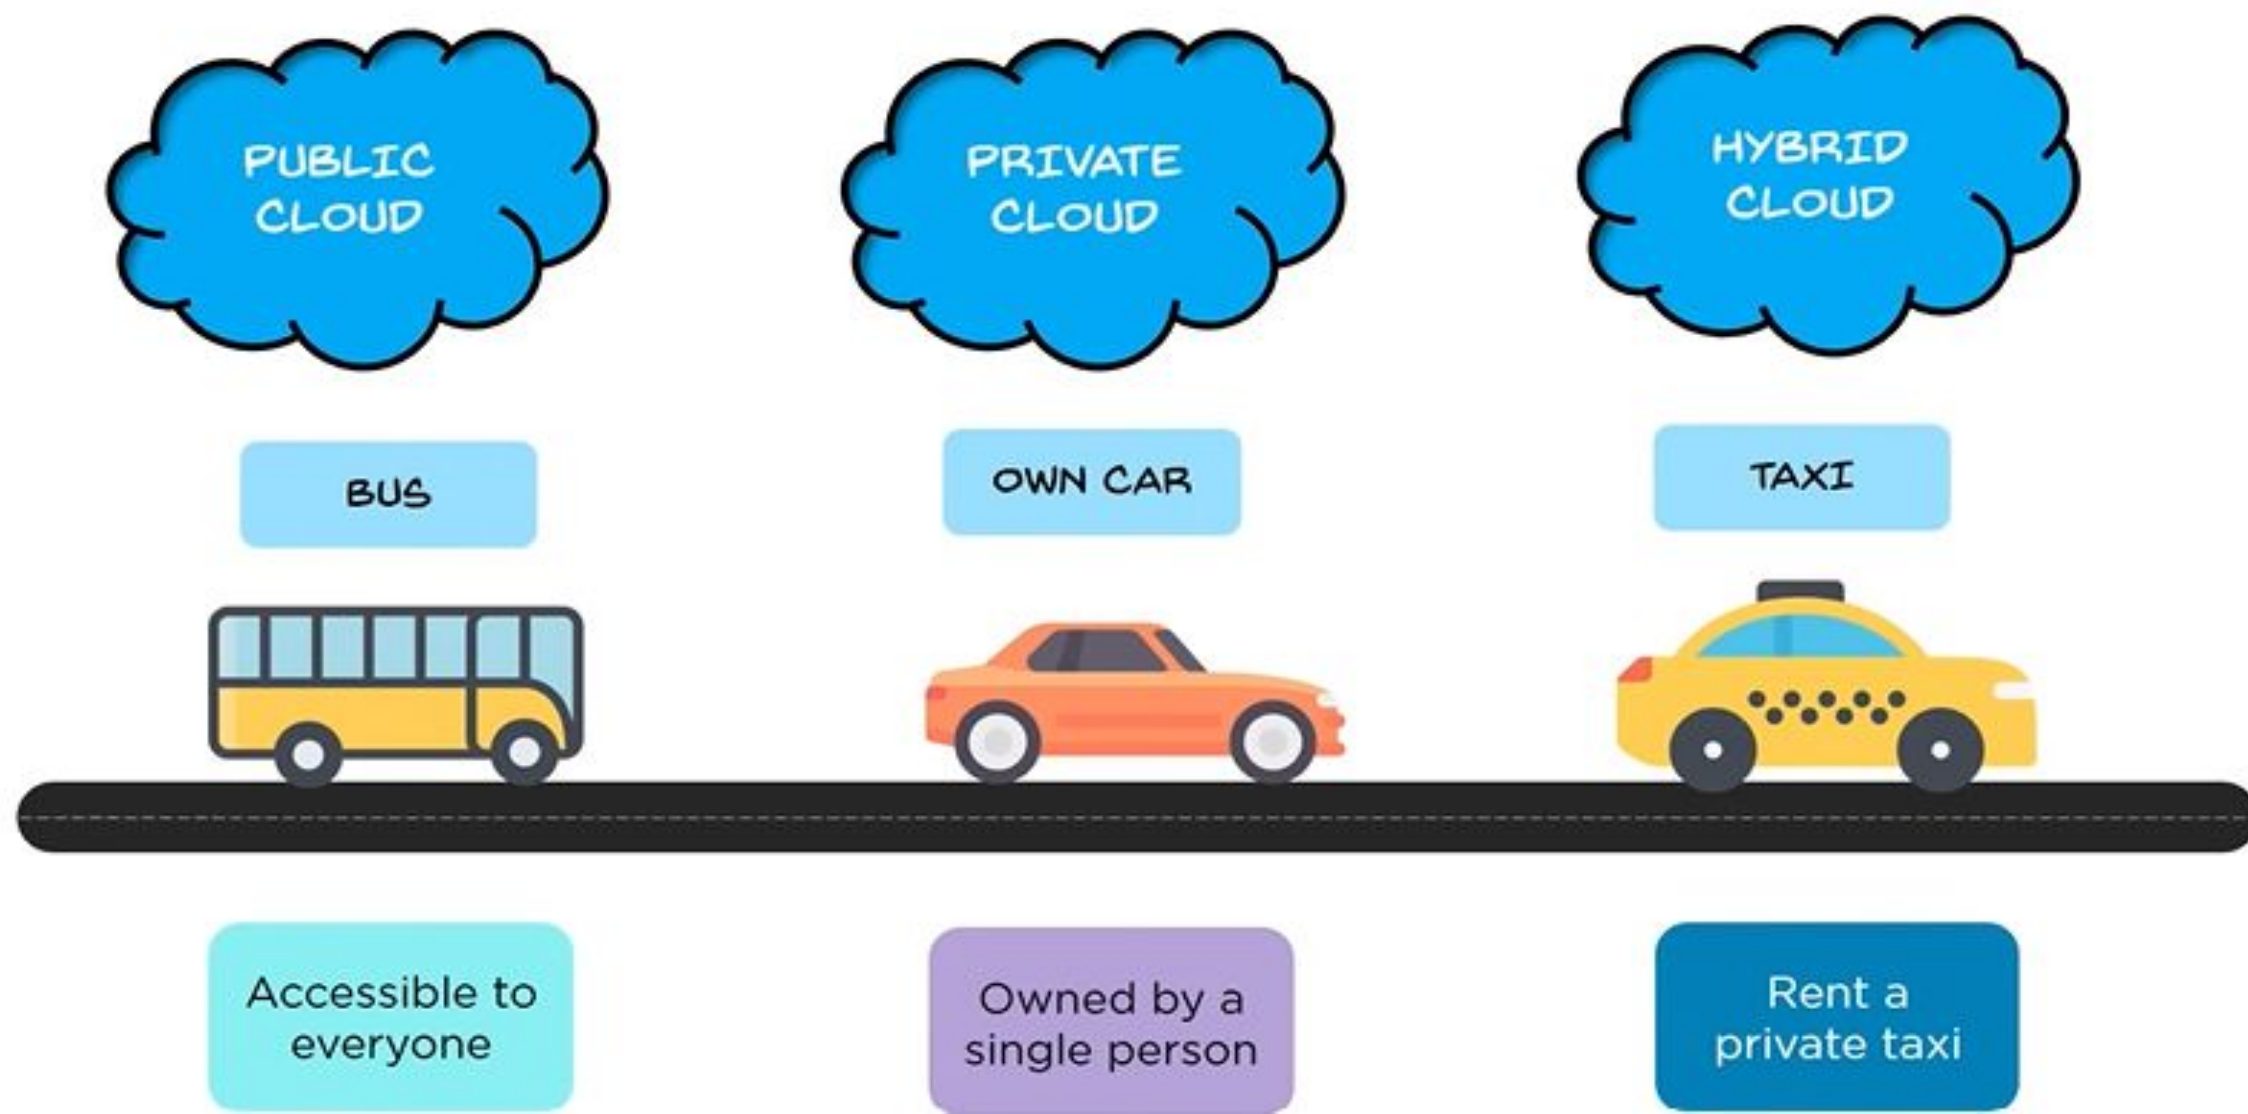 PUBLIC
CLOUD
PRIVATE
CLOUD
HYBRID
CLOUD
BUS
OWN CAR
TAXI
Accessible to
everyone
Owned by a
single person
Rent a
private taxi